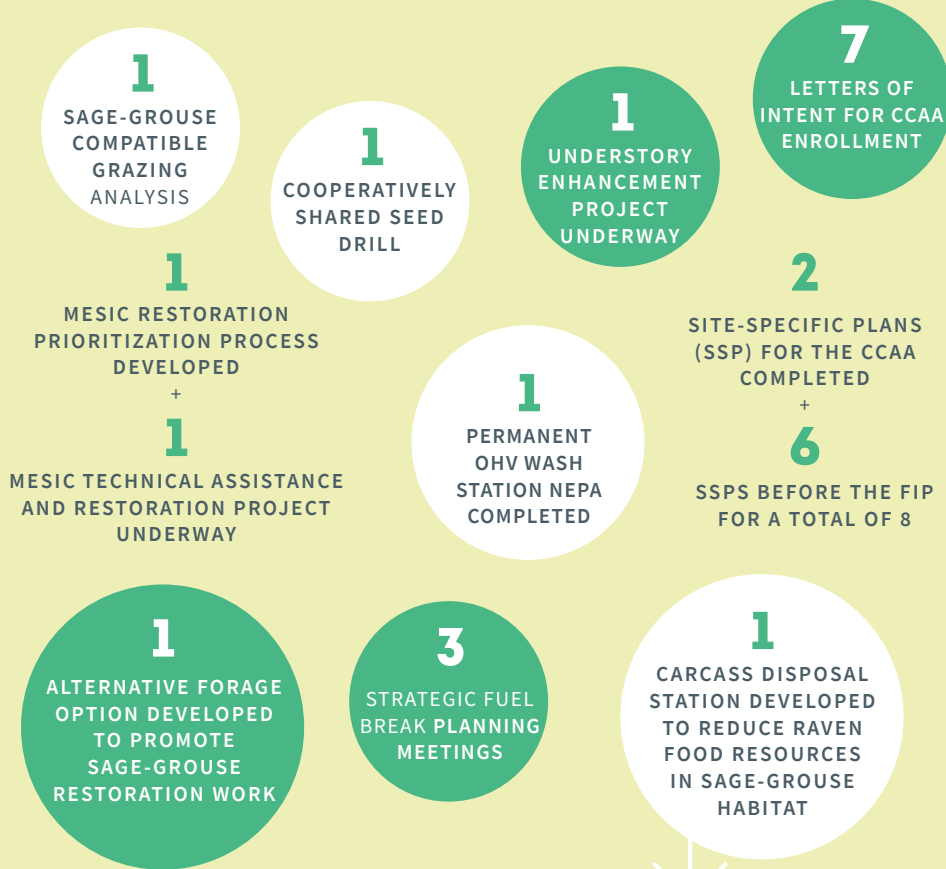 1
SAGE-GROUSE
COMPATIBLE
GRAZING
ANALYSIS
1
COOPERATIVELY
SHARED SEED
DRILL
1
UNDERSTORY
ENHANCEMENT
PROJECT
UNDERWAY
7
LETTERS OF
INTENT FOR CCAA
ENROLLMENT
1
MESIC RESTORATION
PRIORITIZATION PROCESS
DEVELOPED
+
1
MESIC TECHNICAL ASSISTANCE
AND RESTORATION PROJECT
UNDERWAY
1
PERMANENT
OHV WASH
STATION NEPA
COMPLETED
2
SITE-SPECIFIC PLANS
(SSP) FOR THE CCAA
COMPLETED
+
6
SSPS BEFORE THE FIP
FOR A TOTAL OF 8
1
ALTERNATIVE FORAGE
OPTION DEVELOPED
TO PROMOTE
SAGE-GROUSE
RESTORATION WORK
3
STRATEGIC FUEL
BREAK PLANNING
MEETINGS
1
CARCASS DISPOSAL
STATION DEVELOPED
TO REDUCE RAVEN
FOOD RESOURCES
IN SAGE-GROUSE
HABITAT